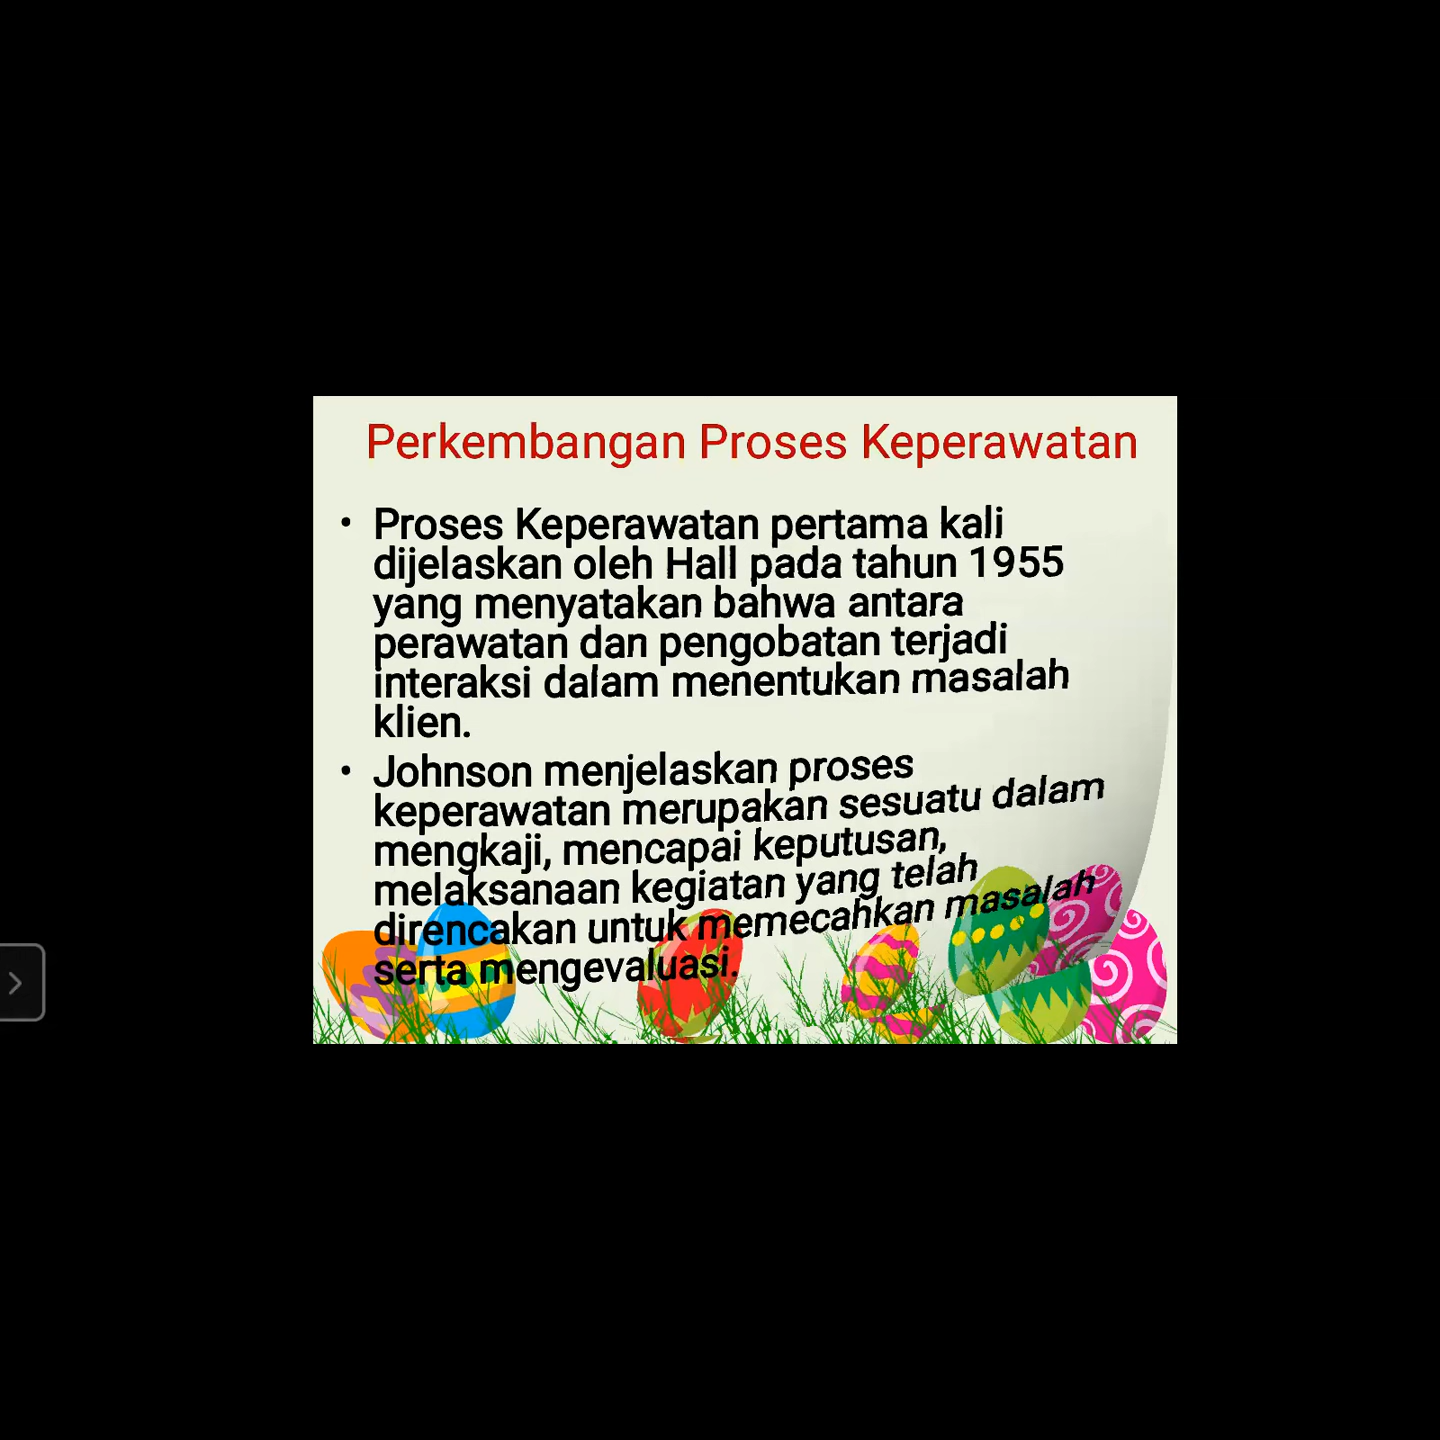 Perkembangan Proses Keperawatan
• Proses Keperawatan pertama kali
dijelaskan oleh Hall pada tahun 1955
yang menyatakan bahwa antara
perawatan dan pengobatan terjadi
interaksi dalam menentukan masalah
klien.
• Johnson menjelaskan proses
keperawatan merupakan sesuatu dalam
mengkaji, mencapai keputusan,
melaksanaan kegiatan yang telah
direncakan untuk memecahkan masalah
serta mengevaluasi.